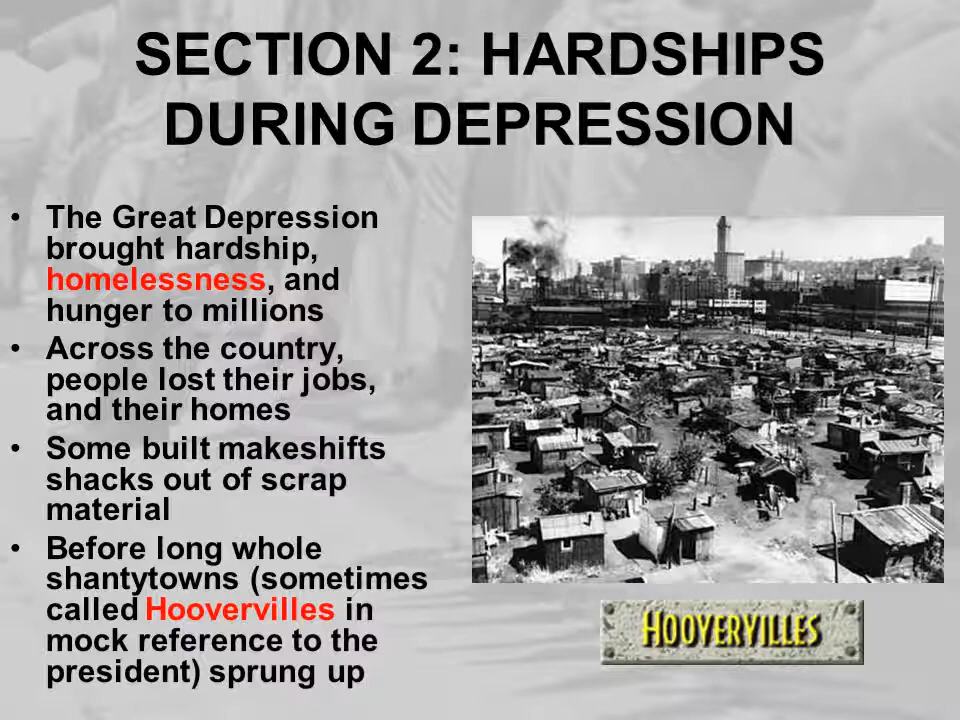 SECTION 2: HARDSHIPS
DURING DEPRESSION
• The Great Depression
brought hardship,
homelessness, and
hunger to millions
• Across the country,
people lost their jobs,
and their homes
• Some built makeshifts
shacks out of scrap
material
• Before long whole
shantytowns (sometimes
called Hoovervilles in
mock reference to the
president) sprung up
HOOVERVILLES